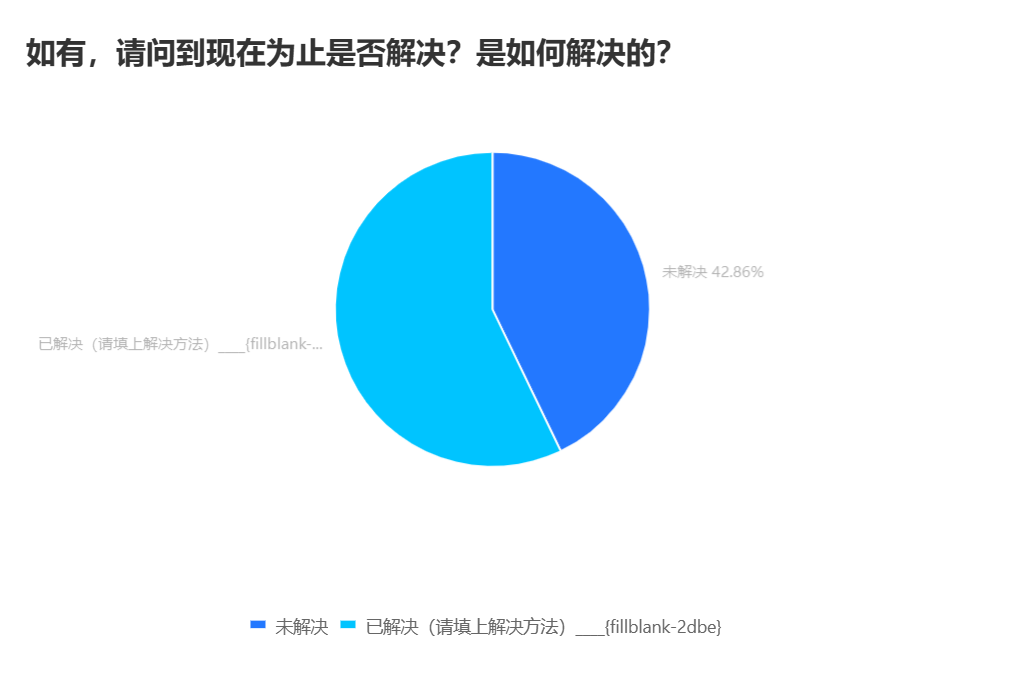 如有，请问到现在为止是否解决？是如何解决的？
未解决 42.86%
已解决（请填上解决方法）____{fillblank-...
未解决 已解决（请填上解决方法）____{fillblank-2dbe}